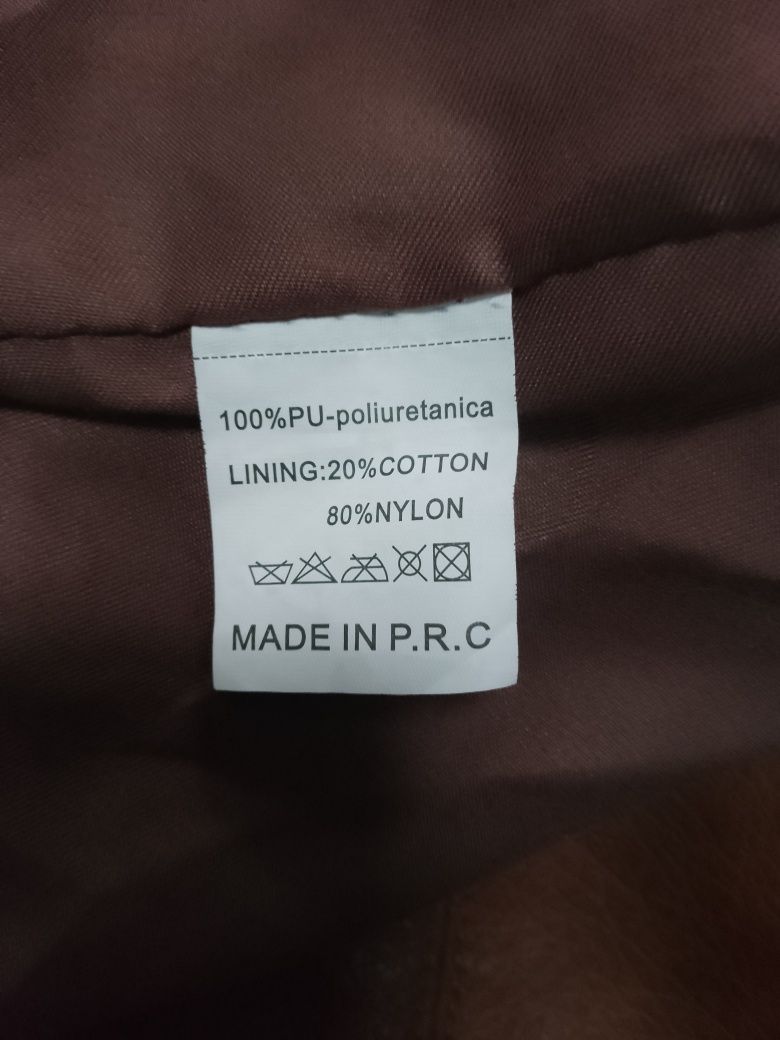 100%PU-poliuretanica
LINING:20%COTTON
80%NYLON
MADE IN P.R.C